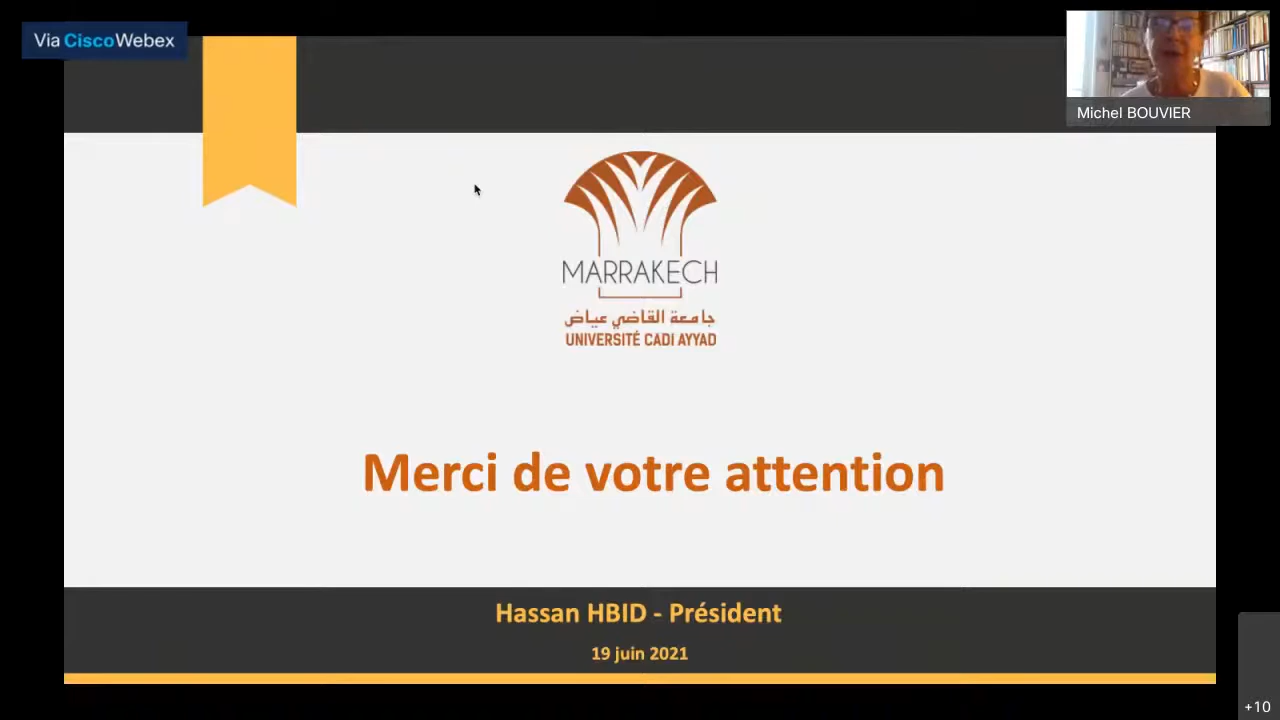 Via CiscoWebex
Michel BOUVIER
MARRAKECH
جامعة القاضي عياض
UNIVERSITÉ CADI AYYAD
Merci de votre attention
Hassan HBID - Président
19 juin 2021
+10